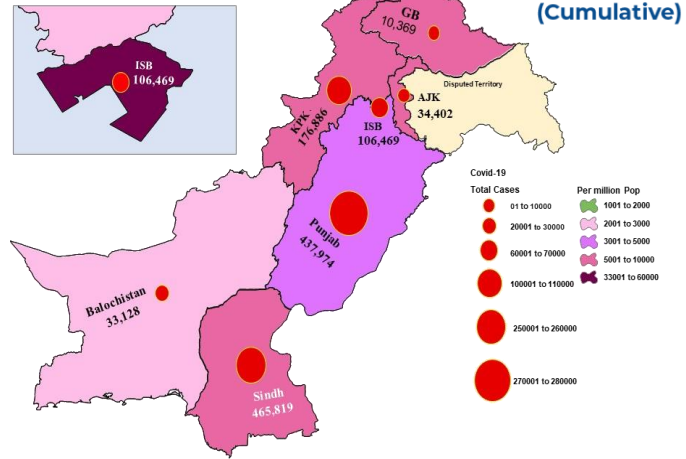 (Cumulative)
ISB
106,469
GB
10,369
Disputed Territory
AJK
34,402
KPK
176,886
ISB
106,469
Punjab
437,974
Balochistan
33,128
Sindh
465,819
Covid-19
Total Cases
01 to 10000
20001 to 30000
60001 to 70000
100001 to 110000
250001 to 260000
270001 to 280000
Per million Pop
1001 to 2000
2001 to 3000
3001 to 5000
5001 to 10000
33001 to 60000